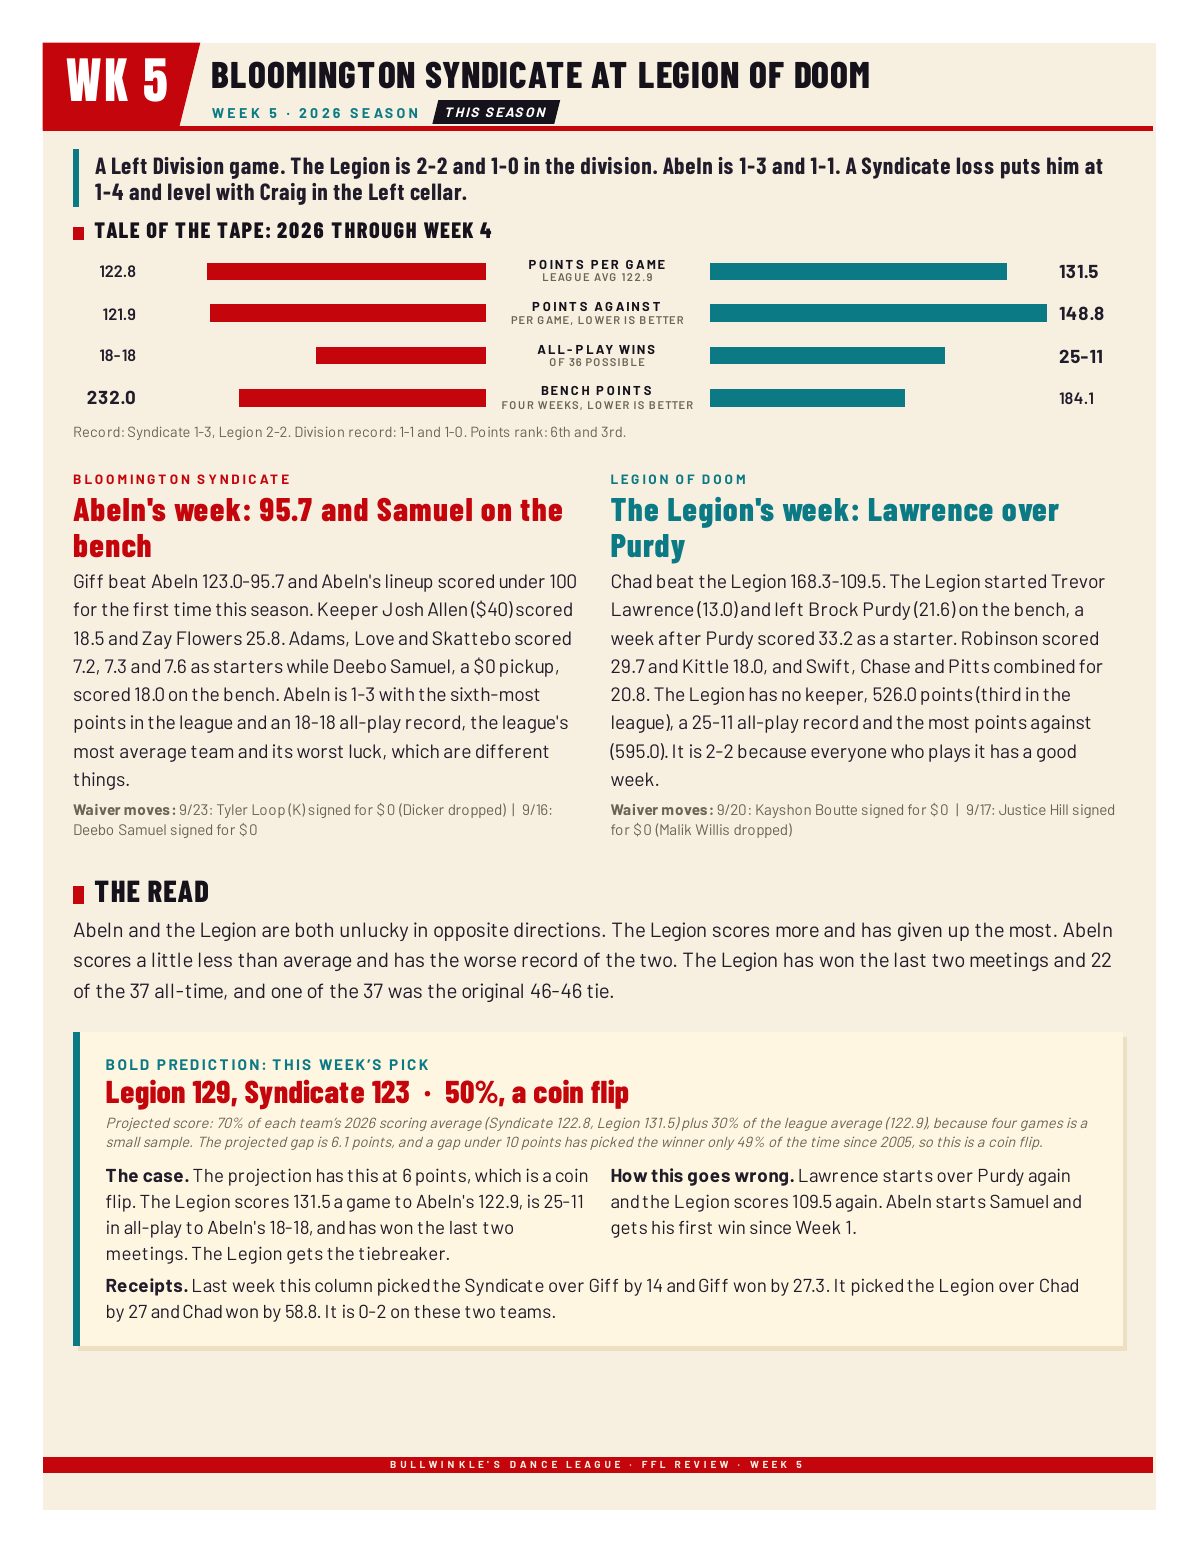 WK 5
BLOOMINGTON SYNDICATE AT LEGION OF DOOM
WEEK 5 · 2026 SEASON THIS SEASON
A Left Division game. The Legion is 2-2 and 1-0 in the division. Abeln is 1-3 and 1-1. A Syndicate loss puts him at
1-4 and level with Craig in the Left cellar.
TALE OF THE TAPE: 2026 THROUGH WEEK 4
122.8 POINTS PER GAME 131.5
LEAGUE AVG 122.9
121.9 POINTS AGAINST 148.8
PER GAME, LOWER IS BETTER
18-18 ALL-PLAY WINS 25-11
OF 36 POSSIBLE
232.0 BENCH POINTS 184.1
FOUR WEEKS, LOWER IS BETTER
Record: Syndicate 1-3, Legion 2-2. Division record: 1-1 and 1-0. Points rank: 6th and 3rd.
BLOOMINGTON SYNDICATE
Abeln's week: 95.7 and Samuel on the
bench
Giff beat Abeln 123.0-95.7 and Abeln's lineup scored under 100
for the first time this season. Keeper Josh Allen ($40) scored
18.5 and Zay Flowers 25.8. Adams, Love and Skattebo scored
7.2, 7.3 and 7.6 as starters while Deebo Samuel, a $0 pickup,
scored 18.0 on the bench. Abeln is 1-3 with the sixth-most
points in the league and an 18-18 all-play record, the league's
most average team and its worst luck, which are different
things.
Waiver moves: 9/23: Tyler Loop (K) signed for $0 (Dicker dropped) | 9/16:
Deebo Samuel signed for $0
LEGION OF DOOM
The Legion's week: Lawrence over
Purdy
Chad beat the Legion 168.3-109.5. The Legion started Trevor
Lawrence (13.0) and left Brock Purdy (21.6) on the bench, a
week after Purdy scored 33.2 as a starter. Robinson scored
29.7 and Kittle 18.0, and Swift, Chase and Pitts combined for
20.8. The Legion has no keeper, 526.0 points (third in the
league), a 25-11 all-play record and the most points against
(595.0). It is 2-2 because everyone who plays it has a good
week.
Waiver moves: 9/20: Kayshon Boutte signed for $0 | 9/17: Justice Hill signed
for $0 (Malik Willis dropped)
THE READ
Abeln and the Legion are both unlucky in opposite directions. The Legion scores more and has given up the most. Abeln
scores a little less than average and has the worse record of the two. The Legion has won the last two meetings and 22
of the 37 all-time, and one of the 37 was the original 46-46 tie.
BOLD PREDICTION: THIS WEEK'S PICK
Legion 129, Syndicate 123 · 50%, a coin flip
Projected score: 70% of each team's 2026 scoring average (Syndicate 122.8, Legion 131.5) plus 30% of the league average (122.9), because four games is a
small sample. The projected gap is 6.1 points, and a gap under 10 points has picked the winner only 49% of the time since 2005, so this is a coin flip.
The case. The projection has this at 6 points, which is a coin
flip. The Legion scores 131.5 a game to Abeln's 122.9, is 25-11
in all-play to Abeln's 18-18, and has won the last two
meetings. The Legion gets the tiebreaker.
How this goes wrong. Lawrence starts over Purdy again
and the Legion scores 109.5 again. Abeln starts Samuel and
gets his first win since Week 1.
Receipts. Last week this column picked the Syndicate over Giff by 14 and Giff won by 27.3. It picked the Legion over Chad
by 27 and Chad won by 58.8. It is 0-2 on these two teams.
BULLWINKLE'S DANCE LEAGUE · FFL REVIEW · WEEK 5